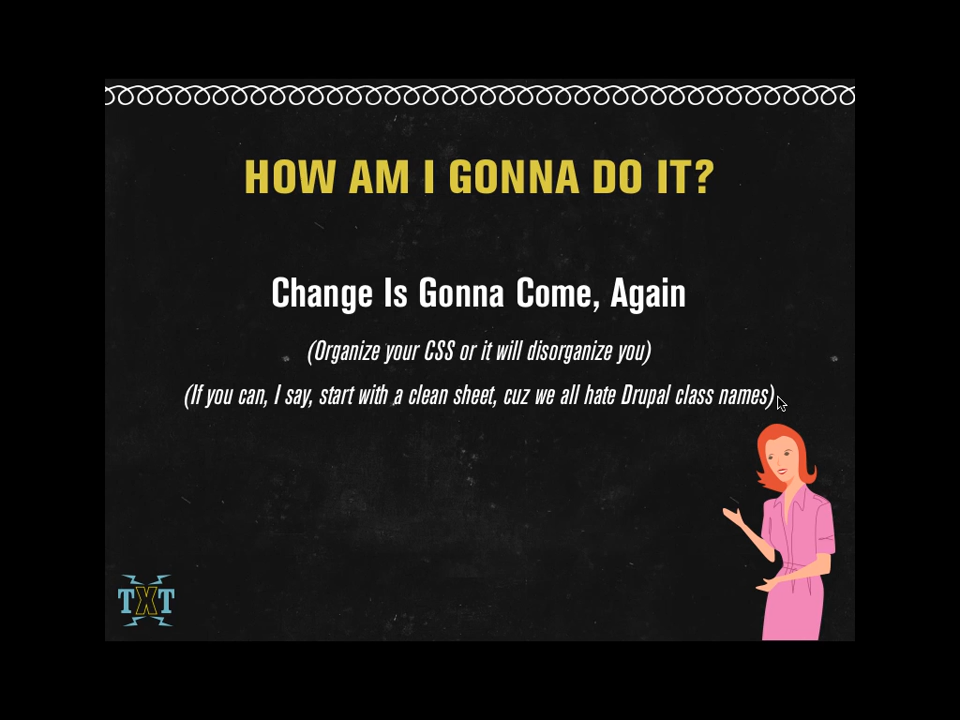 HOW AM I GONNA DO IT?
Change Is Gonna Come, Again
(Organize your CSS or it will disorganize you)
(If you can, I say, start with a clean sheet, cuz we all hate Drupal class names)
TXT